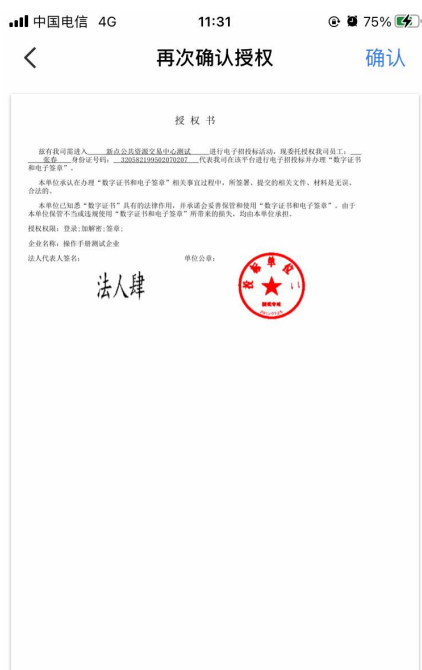 中国电信 4G 11:31 75%
再次确认授权 确认
授 权 书
兹有我司需进入 新点公共资源交易中心测试 进行电子招投标活动,现委托授权我司员工:
张春 身份证号码: 320582199502070207 代表我司在该平台进行电子招投标并办理“数字证书
和电子签章”。
本单位承认在办理“数字证书和电子签章”相关事宜过程中,所签署、提交的相关文件、材料是无误、
合法的。
本单位已知悉“数字证书”具有的法律作用,并承诺会妥善保管和使用“数字证书和电子签章”。由于
本单位保管不当或违规使用“数字证书和电子签章”所带来的损失,均由本单位承担。
授权权限: 登录;加解密;签章;
企业名称: 操作手册测试企业
法人代表人签名: 单位公章:
法人肆
投标单位二
测试专用